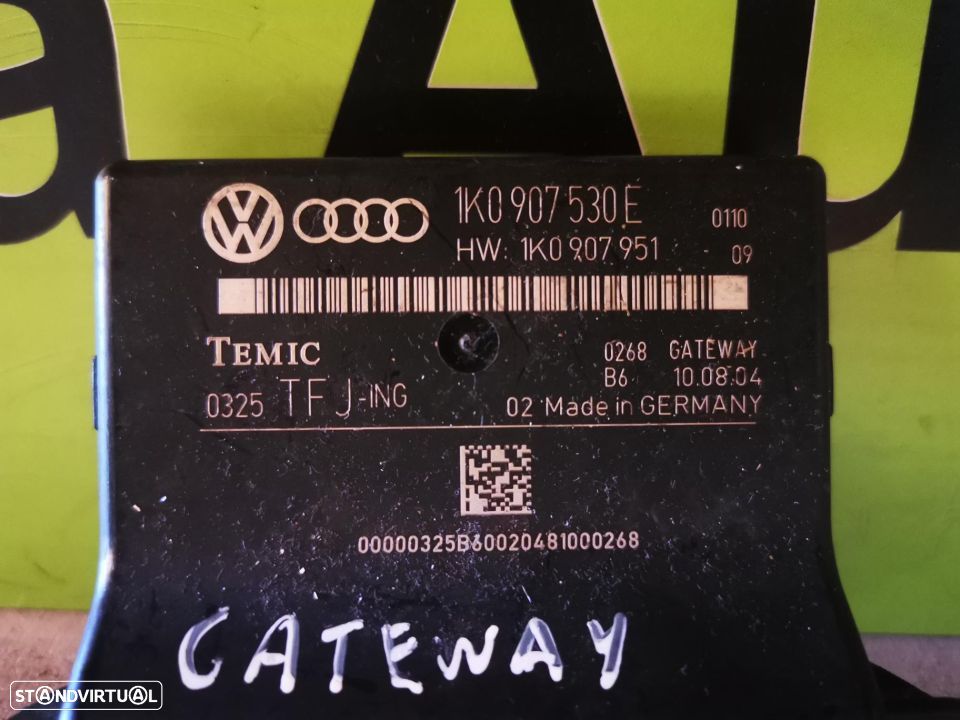 1K0 907 530 E 0110
HW: 1K0 907 951 09
TEMIC 0268 GATEWAY
B6 10.08.04
0325 TFJ-ING 02 Made in GERMANY
00000325B60020481000268
GATEWAY
STANDVIRTUAL